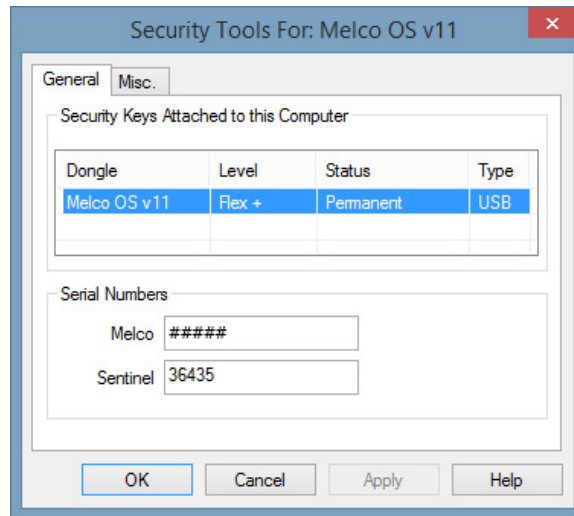 Security Tools For: Melco OS v11
General Misc.
Security Keys Attached to this Computer
Dongle Level Status Type
Melco OS v11 Flex + Permanent USB
Serial Numbers
Melco #####
Sentinel 36435
OK Cancel Apply Help